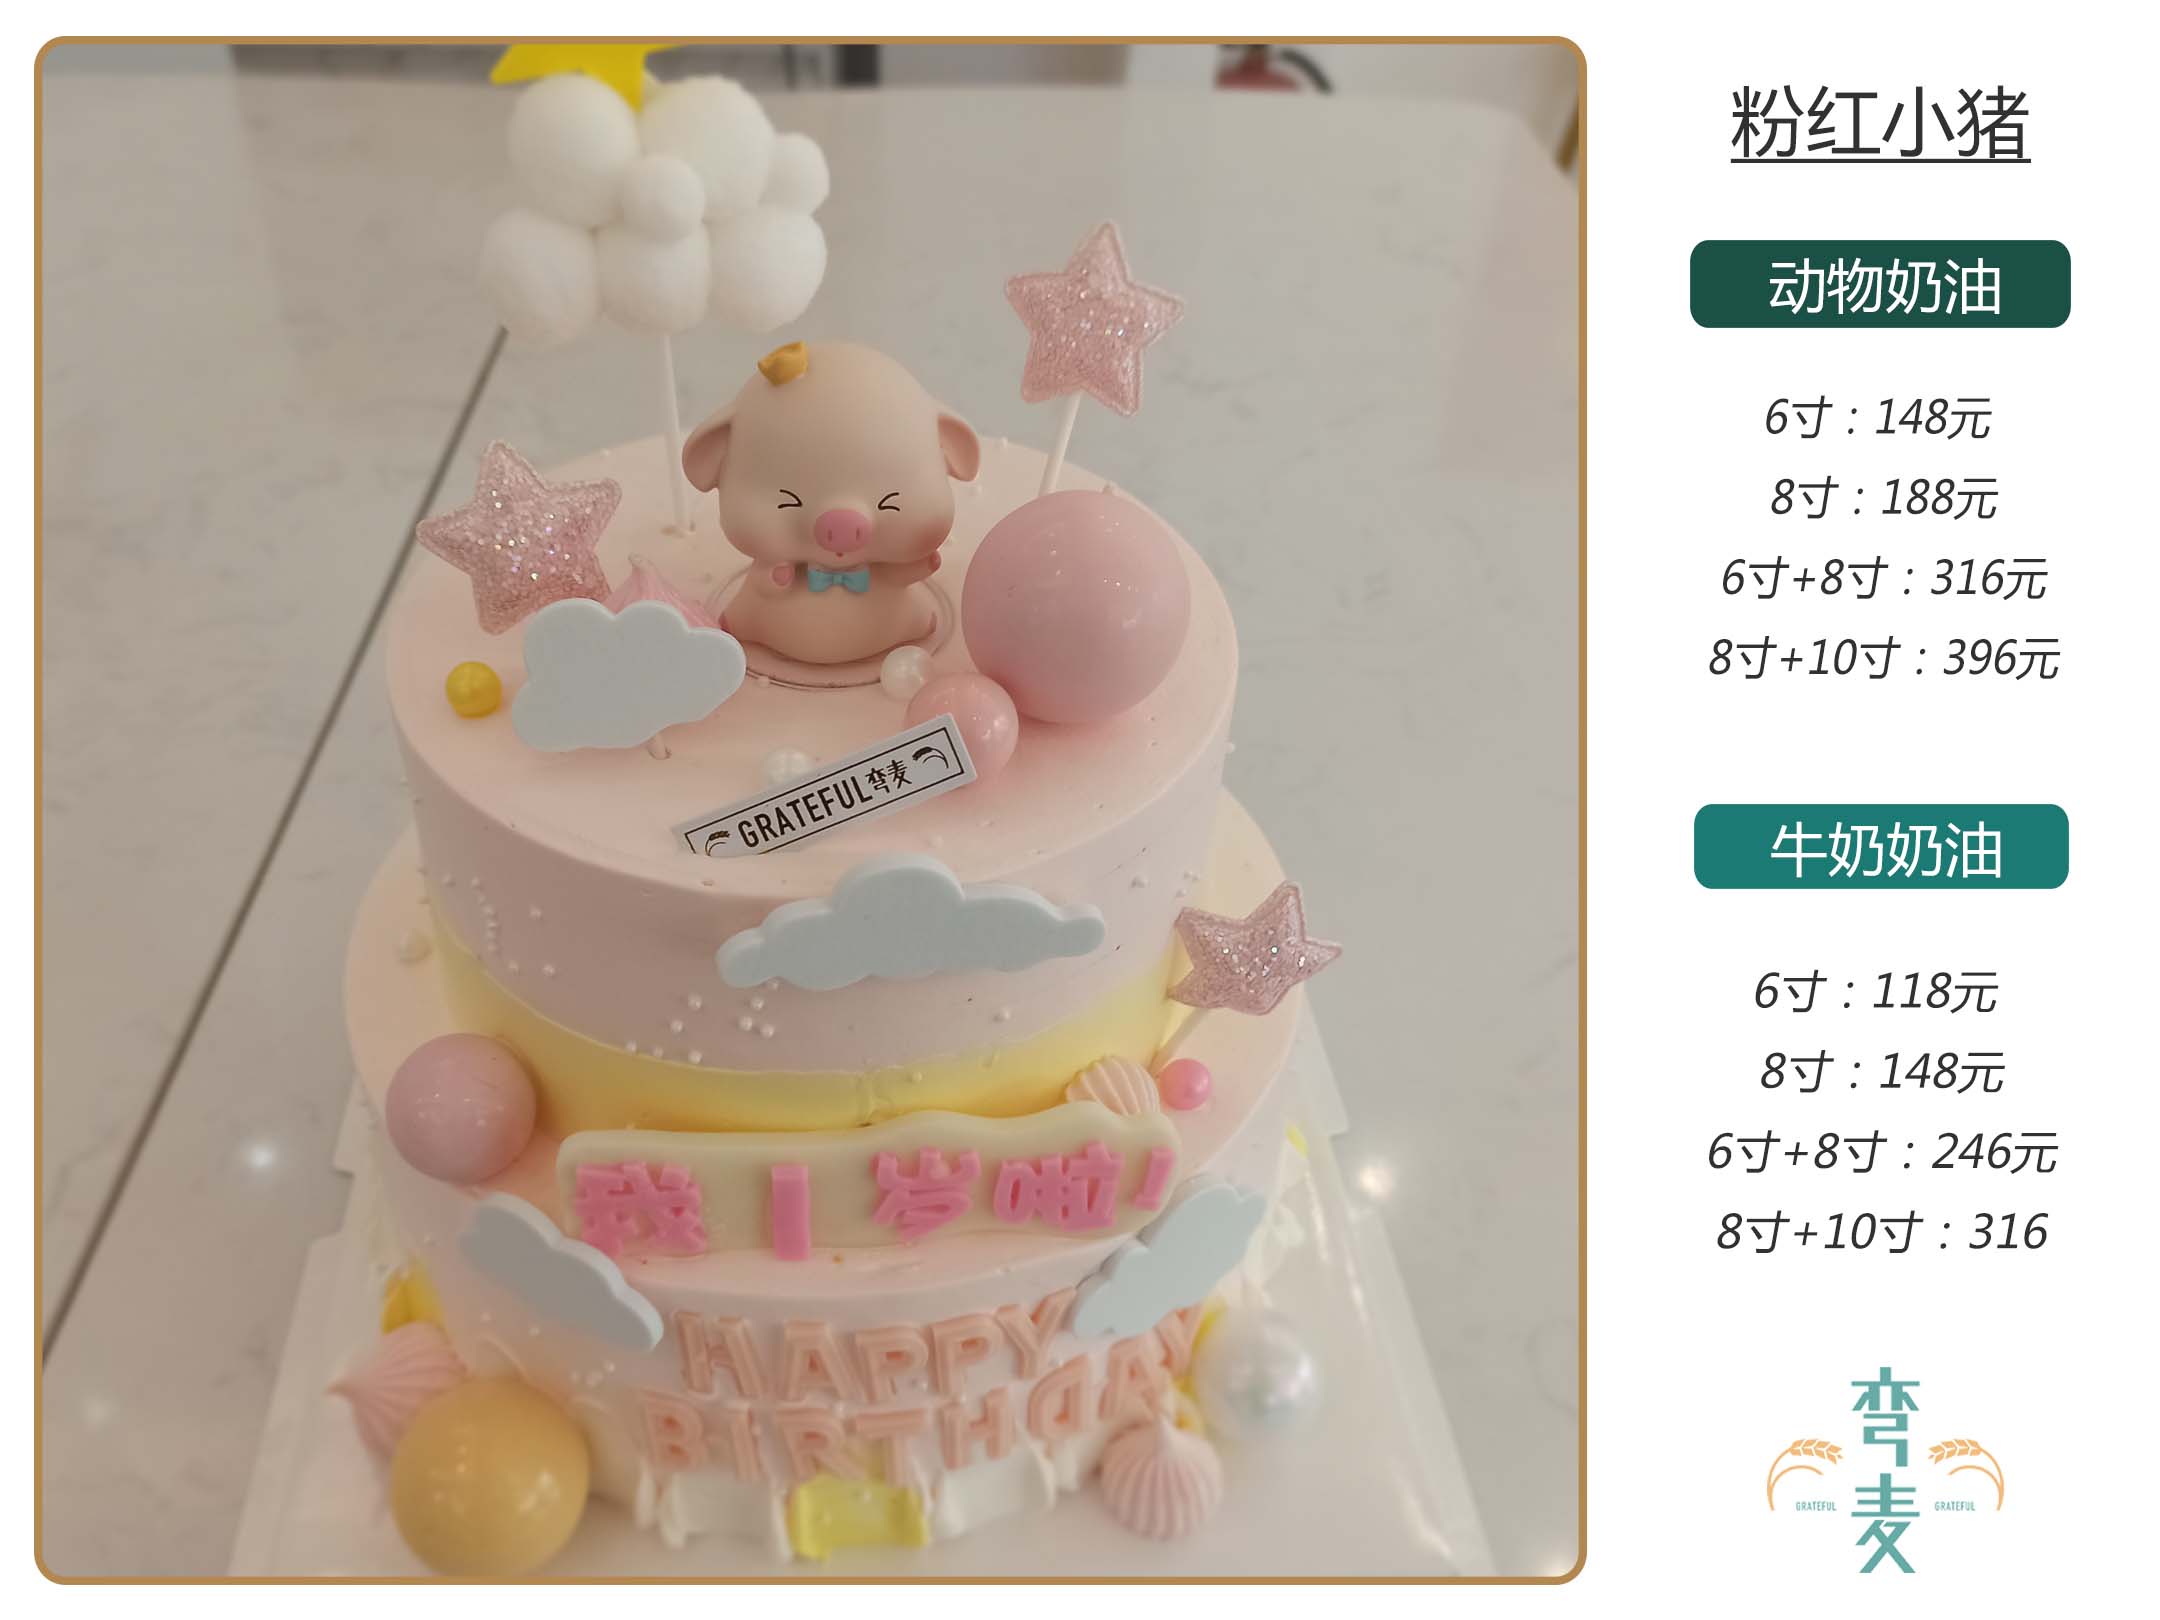 粉红小猪
动物奶油
6寸：148元
8寸：188元
6寸+8寸：316元
8寸+10寸：396元
牛奶奶油
6寸：118元
8寸：148元
6寸+8寸：246元
8寸+10寸：316
弯麦
GRATEFUL GRATEFUL
GRATEFUL弯麦
我1岁啦!
HAPPY
BIRTHDAY